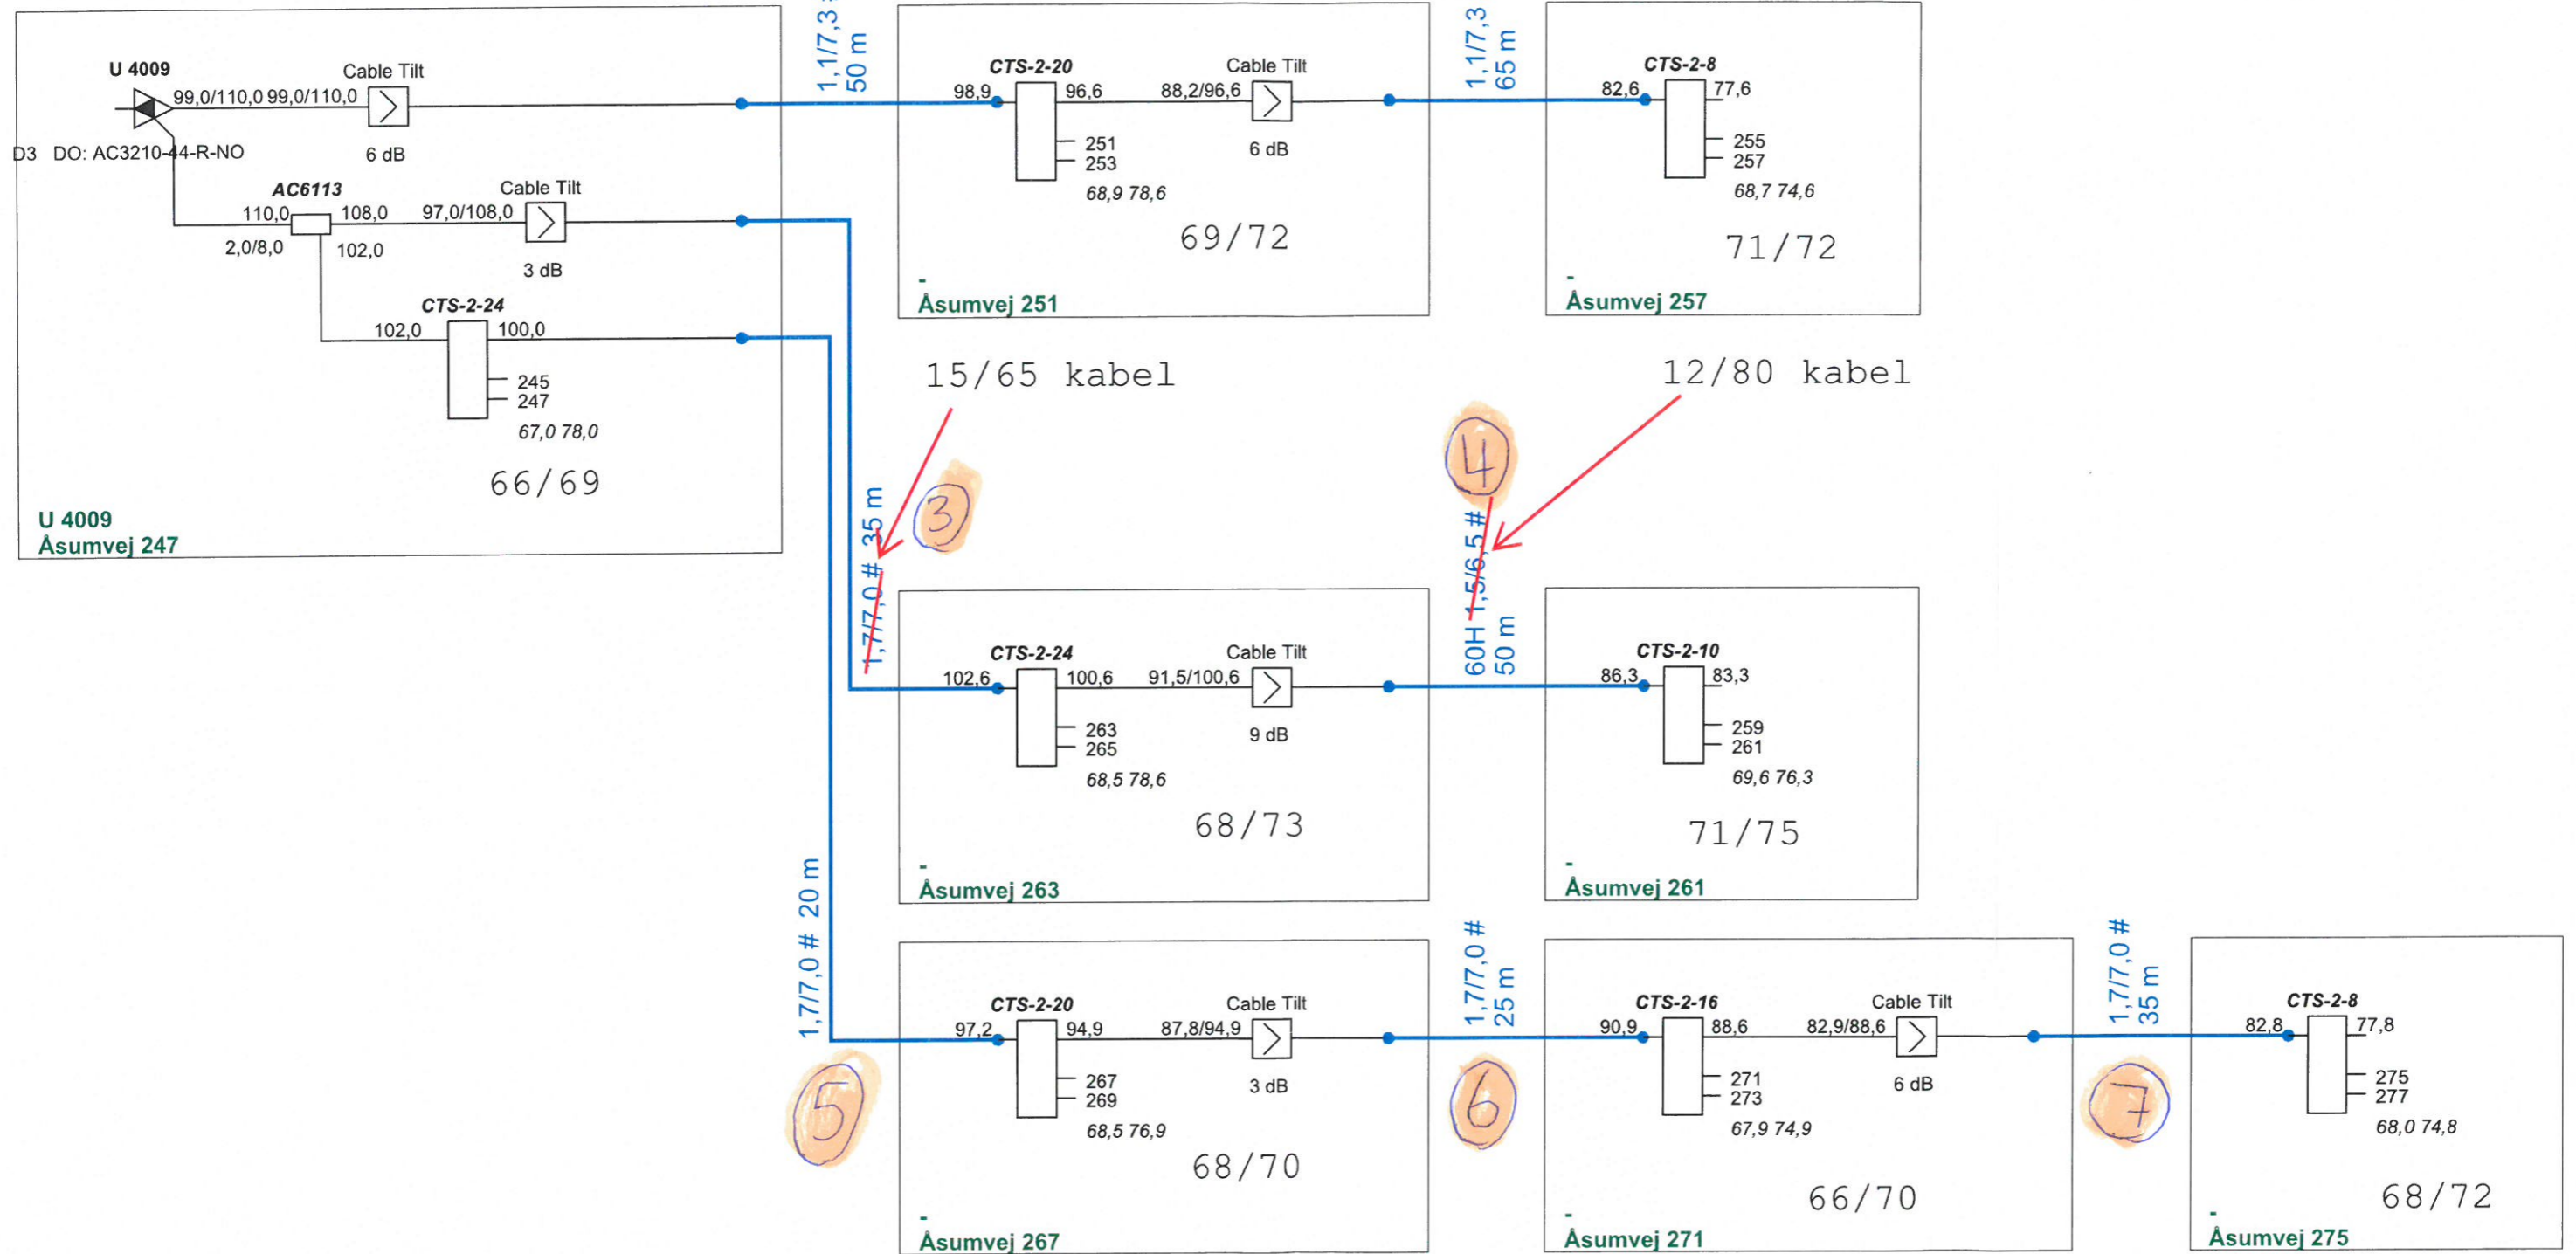 U 4009
99,0/110,0 99,0/110,0
Cable Tilt
6 dB
D3 DO: AC3210-44-R-NO
AC6113
110,0
108,0
97,0/108,0
Cable Tilt
2,0/8,0
102,0
3 dB
CTS-2-24
102,0
100,0
245
247
67,0 78,0
66/69
U 4009
Åsumvej 247
1,1/7,3
50 m
CTS-2-20
98,9
96,6
88,2/96,6
Cable Tilt
251
253
6 dB
68,9 78,6
69/72
-
Åsumvej 251
1,1/7,3
65 m
CTS-2-8
82,6
77,6
255
257
68,7 74,6
71/72
-
Åsumvej 257
15/65 kabel
12/80 kabel
1,7/7,0 # 35 m
3
CTS-2-24
102,6
100,6
91,5/100,6
Cable Tilt
263
265
9 dB
68,5 78,6
68/73
-
Åsumvej 263
4
60H 1,5/6,5 #
50 m
CTS-2-10
86,3
83,3
259
261
69,6 76,3
71/75
-
Åsumvej 261
1,7/7,0 # 20 m
5
CTS-2-20
97,2
94,9
87,8/94,9
Cable Tilt
267
269
3 dB
68,5 76,9
68/70
-
Åsumvej 267
1,7/7,0 #
25 m
6
CTS-2-16
90,9
88,6
82,9/88,6
Cable Tilt
271
273
6 dB
67,9 74,9
66/70
-
Åsumvej 271
1,7/7,0 #
35 m
7
CTS-2-8
82,8
77,8
275
277
68,0 74,8
68/72
-
Åsumvej 275